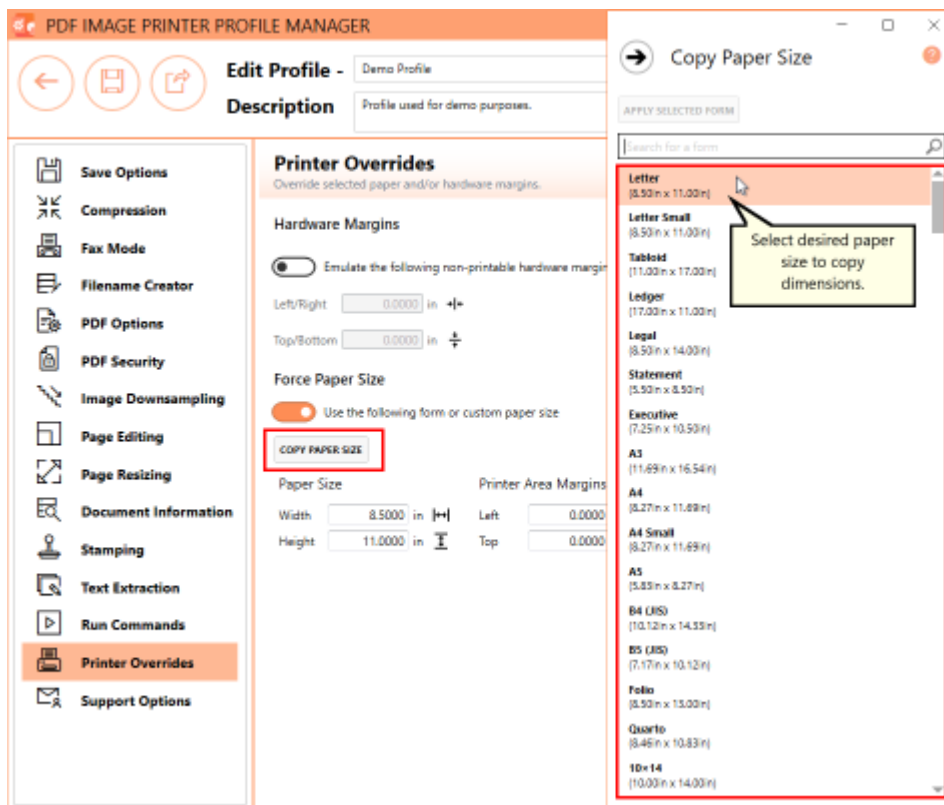 PDF IMAGE PRINTER PROFILE MANAGER
Edit Profile - Demo Profile
Description Profile used for demo purposes.
Save Options
Compression
Fax Mode
Filename Creator
PDF Options
PDF Security
Image Downsampling
Page Editing
Page Resizing
Document Information
Stamping
Text Extraction
Run Commands
Printer Overrides
Support Options
Printer Overrides
Override selected paper and/or hardware margins.
Hardware Margins
Emulate the following non-printable hardware margin
Left/Right 0.0000 in
Top/Bottom 0.0000 in
Force Paper Size
Use the following form or custom paper size
COPY PAPER SIZE
Paper Size Printer Area Margins
Width 8.5000 in Left 0.0000
Height 11.0000 in Top 0.0000
Copy Paper Size
?
APPLY SELECTED FORM
Search for a form
Letter
(8.50in x 11.00in)
Letter Small
(8.50in x 11.00in)
Tabloid
(11.00in x 17.00in)
Ledger
(17.00in x 11.00in)
Legal
(8.50in x 14.00in)
Statement
(5.50in x 8.50in)
Executive
(7.25in x 10.50in)
A3
(11.69in x 16.54in)
A4
(8.27in x 11.69in)
A4 Small
(8.27in x 11.69in)
A5
(5.83in x 8.27in)
B4 (JIS)
(10.12in x 14.33in)
B5 (JIS)
(7.17in x 10.12in)
Folio
(8.50in x 13.00in)
Quarto
(8.46in x 10.83in)
10×14
(10.00in x 14.00in)
Select desired paper
size to copy
dimensions.